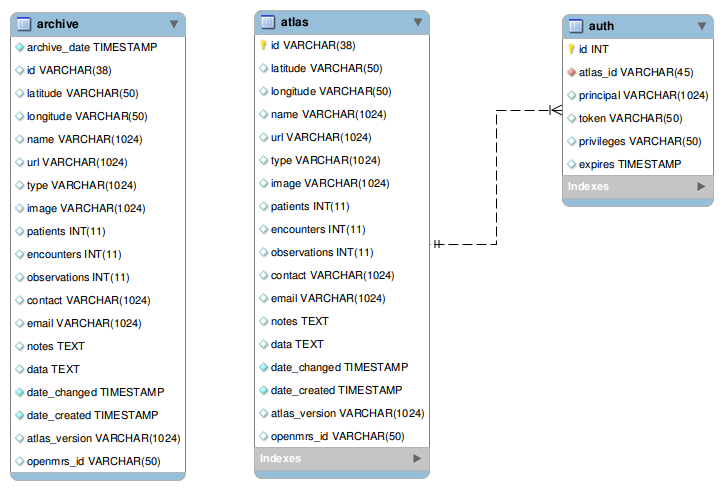 archive
archive_date TIMESTAMP
id VARCHAR(38)
latitude VARCHAR(50)
longitude VARCHAR(50)
name VARCHAR(1024)
url VARCHAR(1024)
type VARCHAR(1024)
image VARCHAR(1024)
patients INT(11)
encounters INT(11)
observations INT(11)
contact VARCHAR(1024)
email VARCHAR(1024)
notes TEXT
data TEXT
date_changed TIMESTAMP
date_created TIMESTAMP
atlas_version VARCHAR(1024)
openmrs_id VARCHAR(50)
atlas
id VARCHAR(38)
latitude VARCHAR(50)
longitude VARCHAR(50)
name VARCHAR(1024)
url VARCHAR(1024)
type VARCHAR(1024)
image VARCHAR(1024)
patients INT(11)
encounters INT(11)
observations INT(11)
contact VARCHAR(1024)
email VARCHAR(1024)
notes TEXT
data TEXT
date_changed TIMESTAMP
date_created TIMESTAMP
atlas_version VARCHAR(1024)
openmrs_id VARCHAR(50)
Indexes
auth
id INT
atlas_id VARCHAR(45)
principal VARCHAR(1024)
token VARCHAR(50)
privileges VARCHAR(50)
expires TIMESTAMP
Indexes